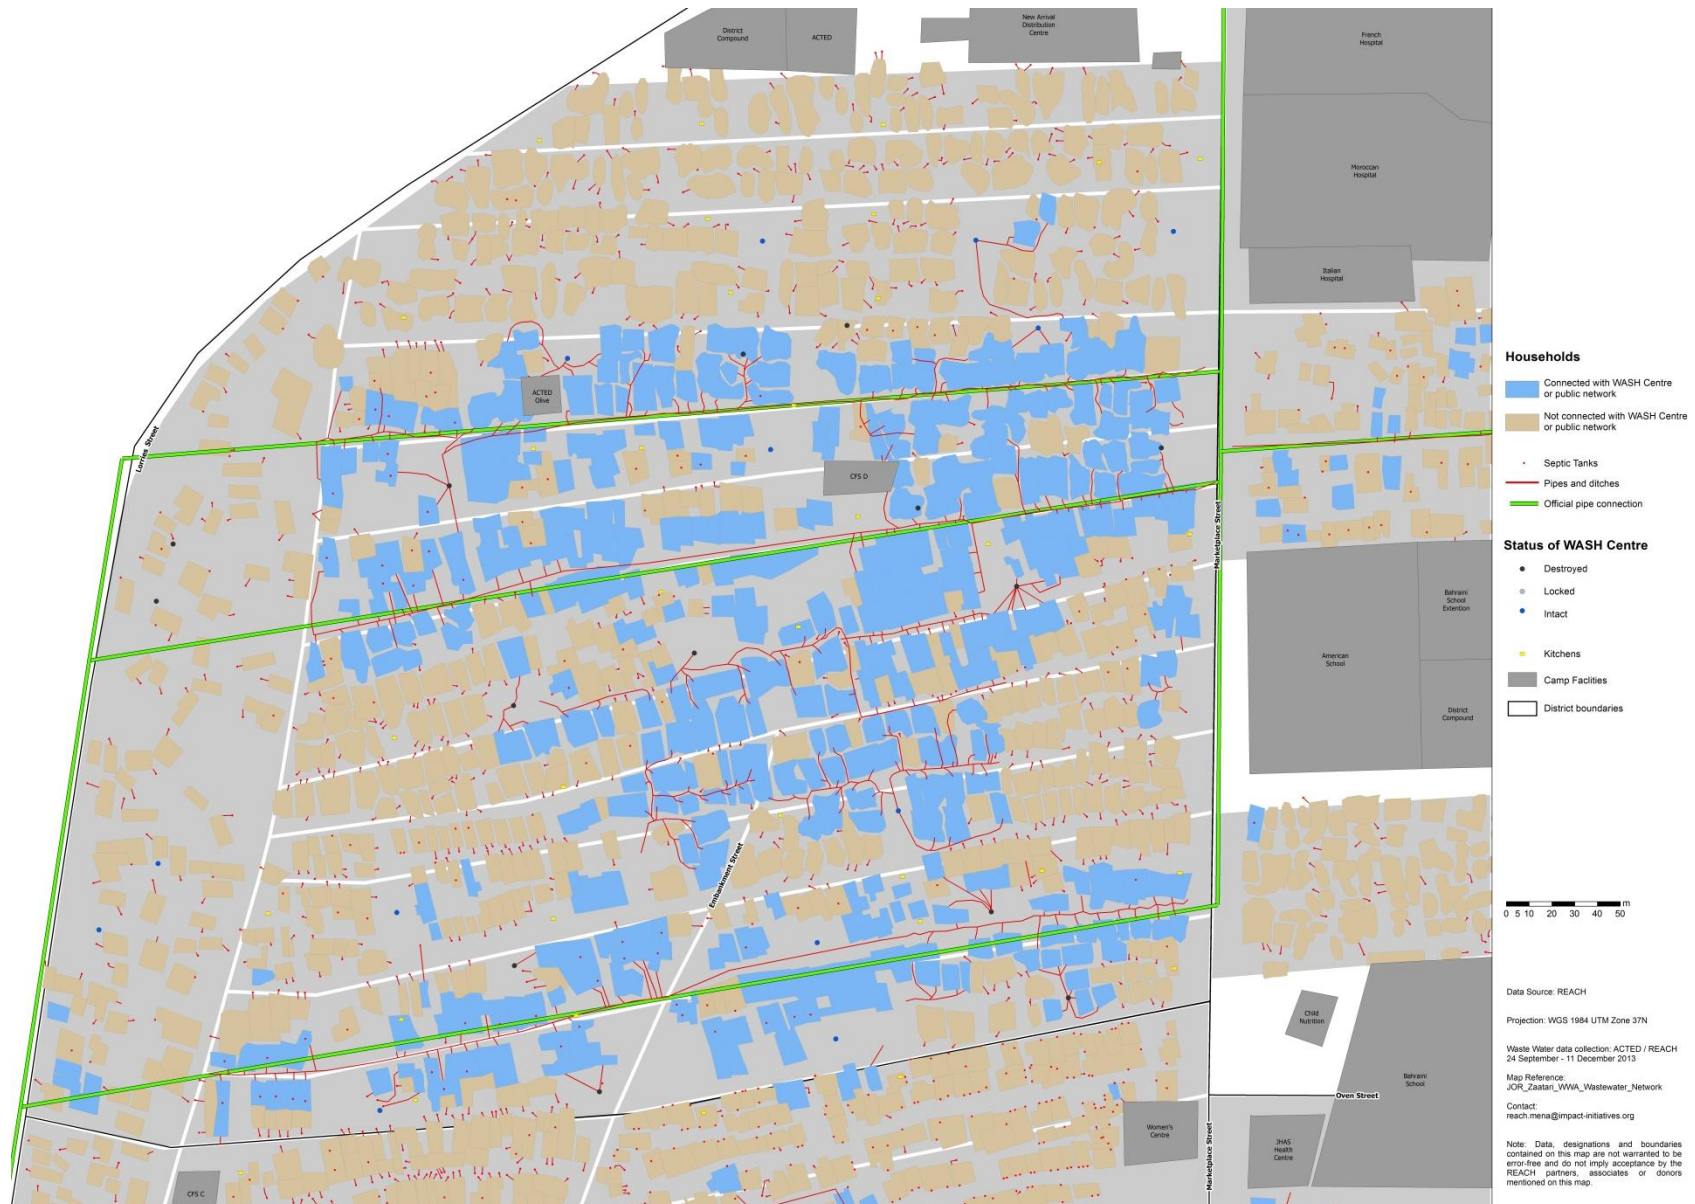 District
Compound
ACTED
New Arrival
Distribution
Centre
French
Hospital
Moroccan
Hospital
Italian
Hospital
ACTED
Olive
CFS D
Lorries Street
Marketplace Street
Bahraini
School
Extention
American
School
District
Compound
Embankment Street
Child
Nutrition
Bahraini
School
Oven Street
Women's
Centre
JHAS
Health
Centre
Marketplace Street
CFS C
Households
Connected with WASH Centre
or public network
Not connected with WASH Centre
or public network
Septic Tanks
Pipes and ditches
Official pipe connection
Status of WASH Centre
Destroyed
Locked
Intact
Kitchens
Camp Faclities
District boundaries
m
0 5 10 20 30 40 50
Data Source: REACH
Projection: WGS 1984 UTM Zone 37N
Waste Water data collection: ACTED / REACH
24 September - 11 December 2013
Map Reference:
JOR_Zaatari_WWA_Wastewater_Network
Contact:
reach.mena@impact-initiatives.org
Note: Data, designations and boundaries
contained on this map are not warranted to be
error-free and do not imply acceptance by the
REACH partners, associates or donors
mentioned on this map.